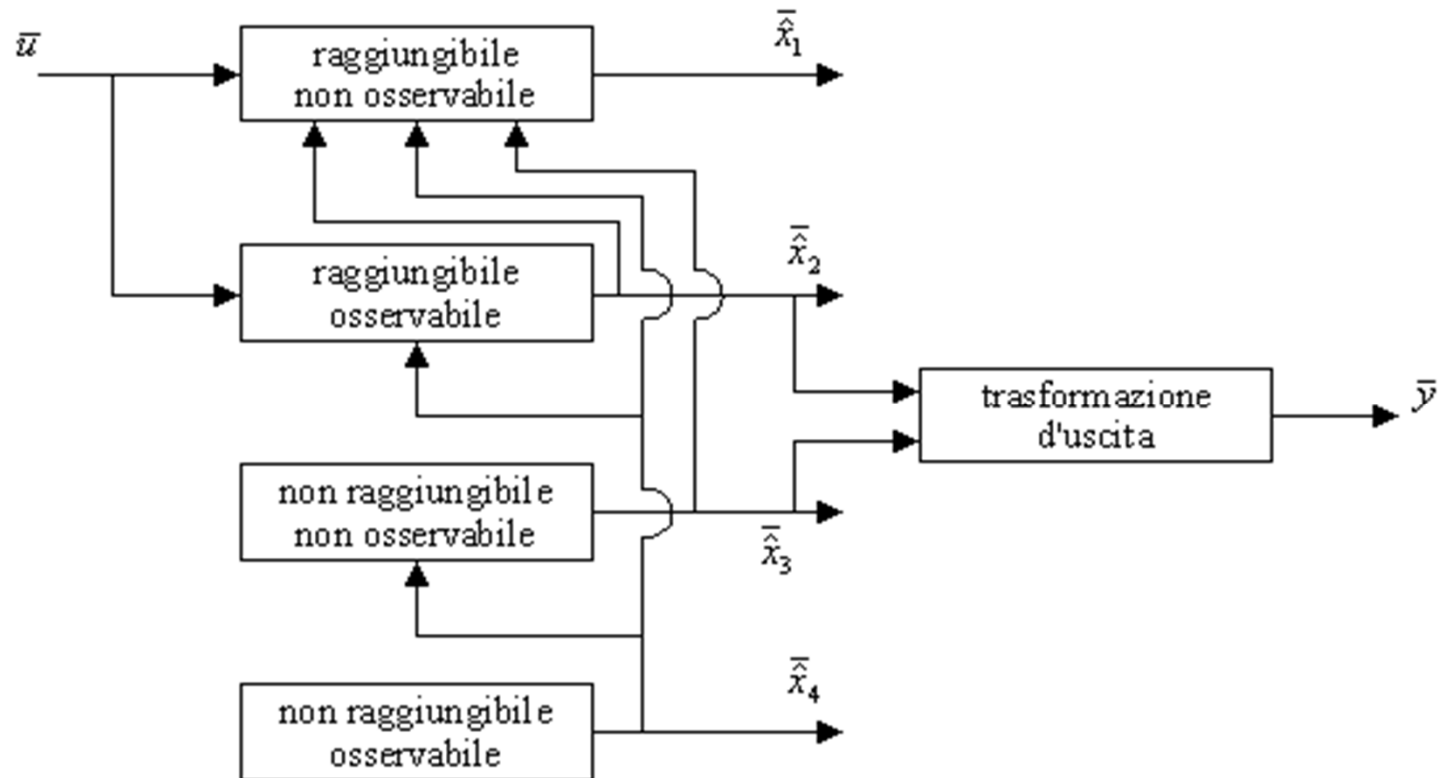 ū
raggiungibile
non osservabile
x̂̄₁
raggiungibile
osservabile
x̂̄₂
trasformazione
d'uscita
ȳ
non raggiungibile
non osservabile
x̂̄₃
non raggiungibile
osservabile
x̂̄₄